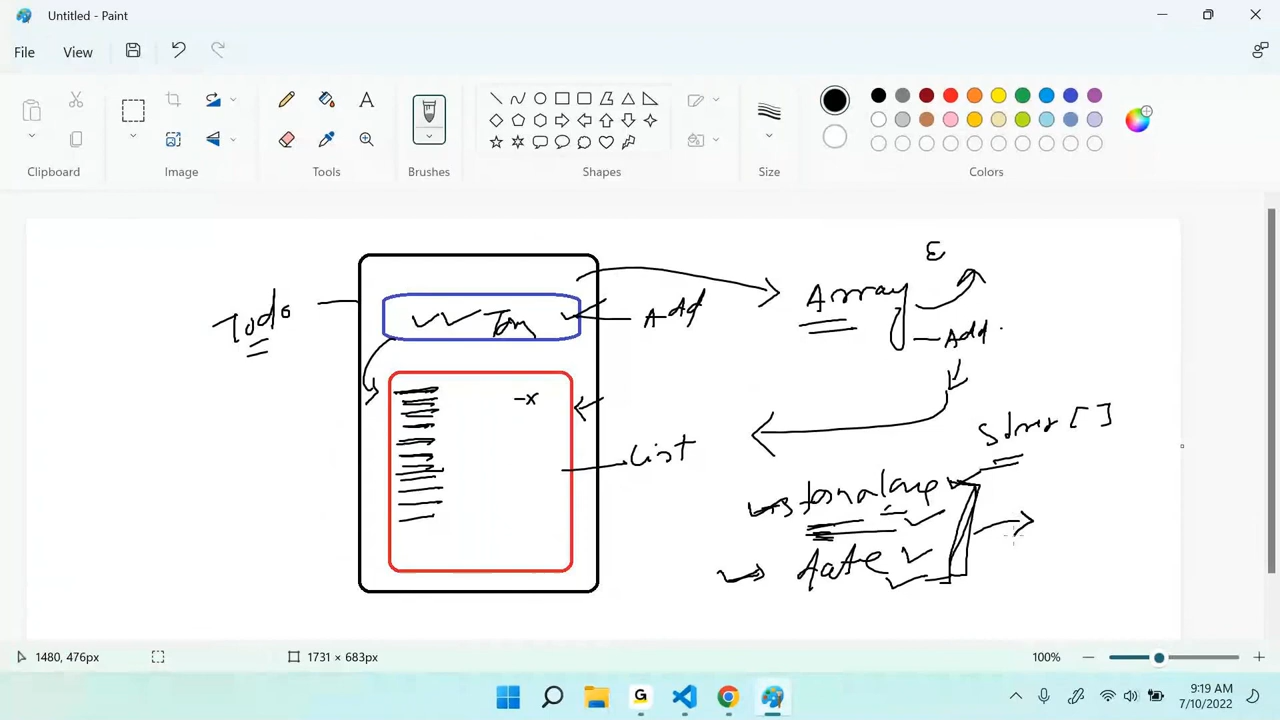 Untitled - Paint
File View
Clipboard Image Tools Brushes Shapes Size Colors
ε
Todo Add Array
Add
-x
List
date
1480, 476px 1731 × 683px 100%
G 9:19 AM
7/10/2022